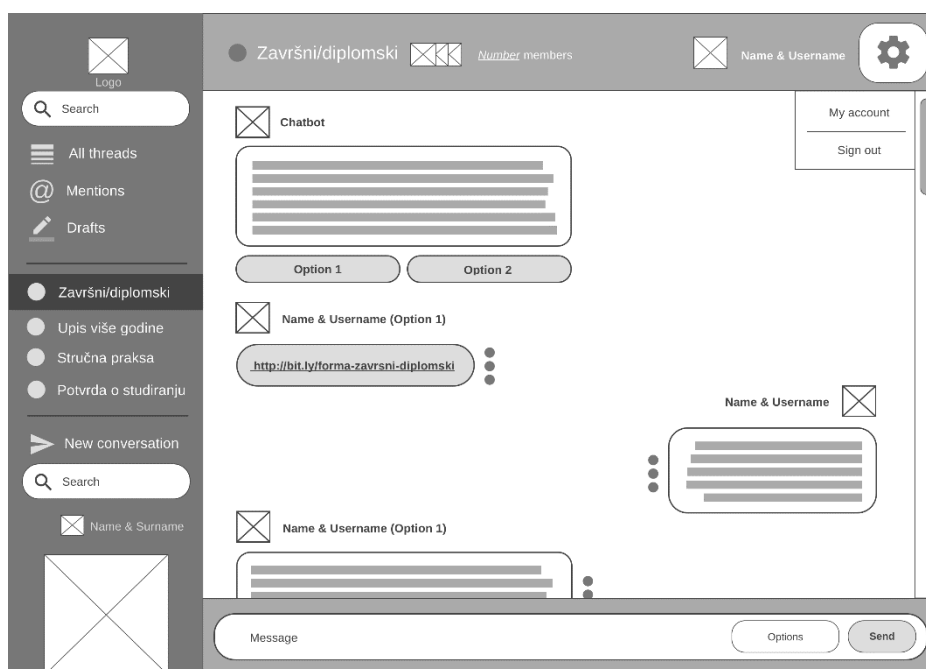 Logo
Search
All threads
@ Mentions
Drafts
Završni/diplomski
Upis više godine
Stručna praksa
Potvrda o studiranju
New conversation
Search
Name & Surname
Završni/diplomski
Number members
Name & Username
My account
Sign out
Chatbot
Option 1
Option 2
Name & Username (Option 1)
http://bit.ly/forma-zavrsni-diplomski
Name & Username
Name & Username (Option 1)
Message
Options
Send